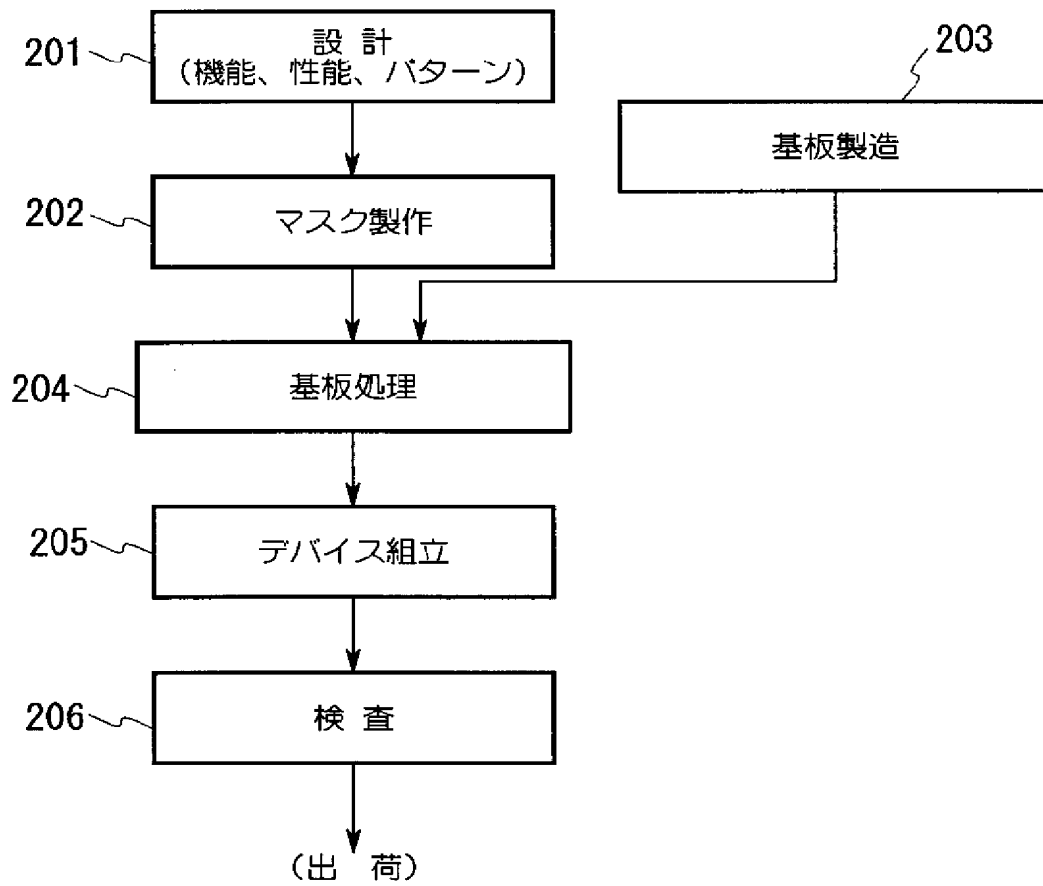 201
設 計
(機能、性能、パターン)
203
基板製造
202
マスク製作
204
基板処理
205
デバイス組立
206
検 査
(出 荷)